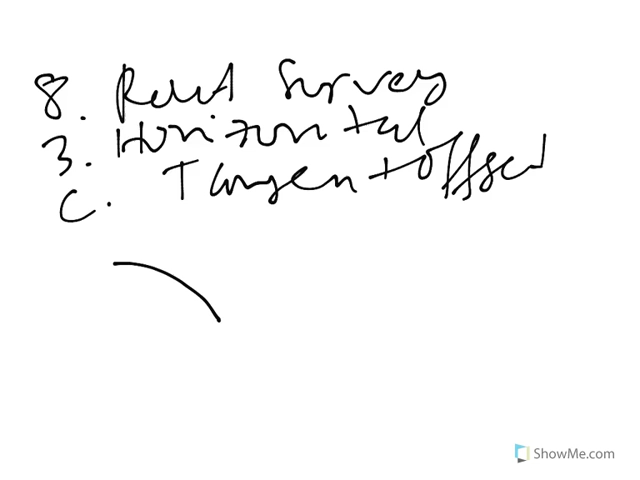 8. Road Survey
3. Horizontal
C. Tangent offset
ShowMe.com